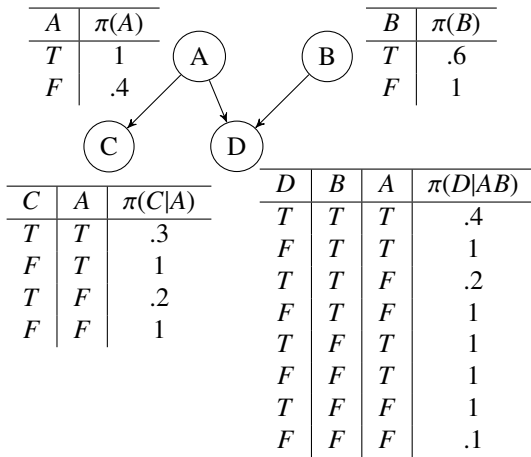 A π(A)
T 1
F .4
A
B
B π(B)
T .6
F 1
C
D
C A π(C|A)
T T .3
F T 1
T F .2
F F 1
D B A π(D|AB)
T T T .4
F T T 1
T T F .2
F T F 1
T F T 1
F F T 1
T F F 1
F F F .1